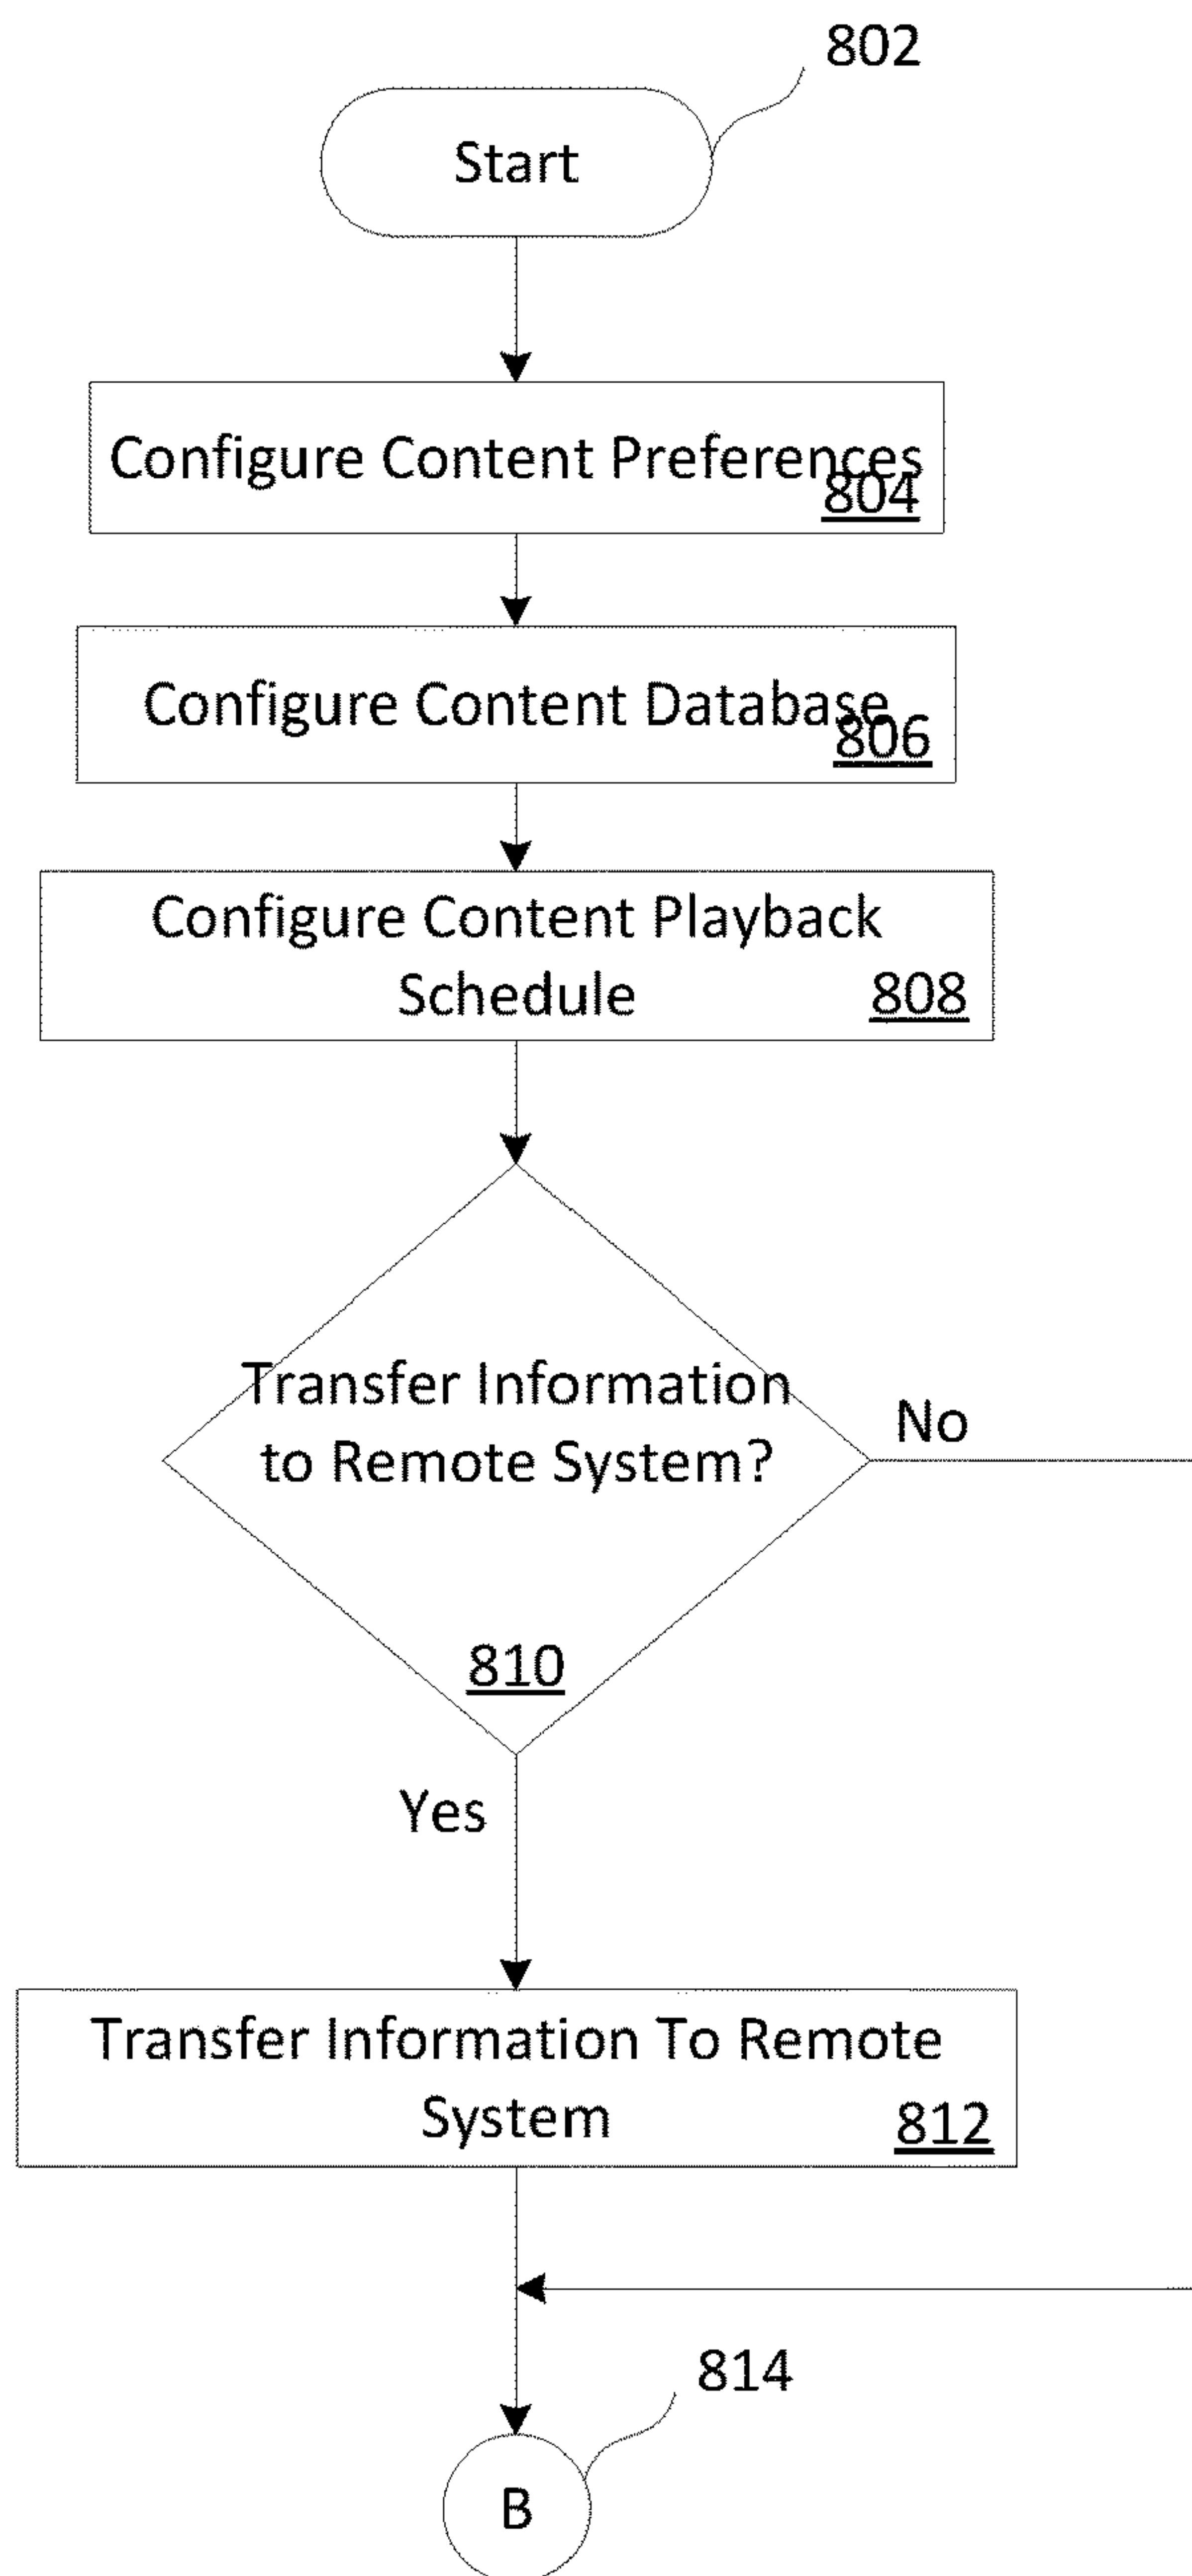 802
Start
Configure Content Preferences
804
Configure Content Database
806
Configure Content Playback
Schedule
808
Transfer Information
to Remote System?
No
810
Yes
Transfer Information To Remote
System
812
814
B